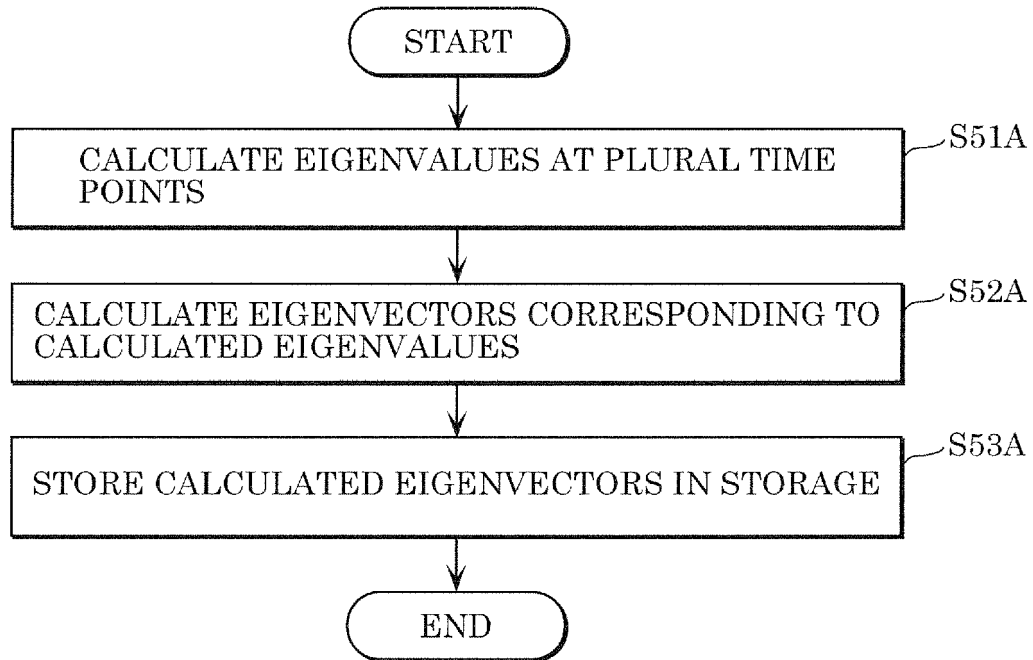 START
CALCULATE EIGENVALUES AT PLURAL TIME
POINTS
S51A
CALCULATE EIGENVECTORS CORRESPONDING TO
CALCULATED EIGENVALUES
S52A
STORE CALCULATED EIGENVECTORS IN STORAGE
S53A
END